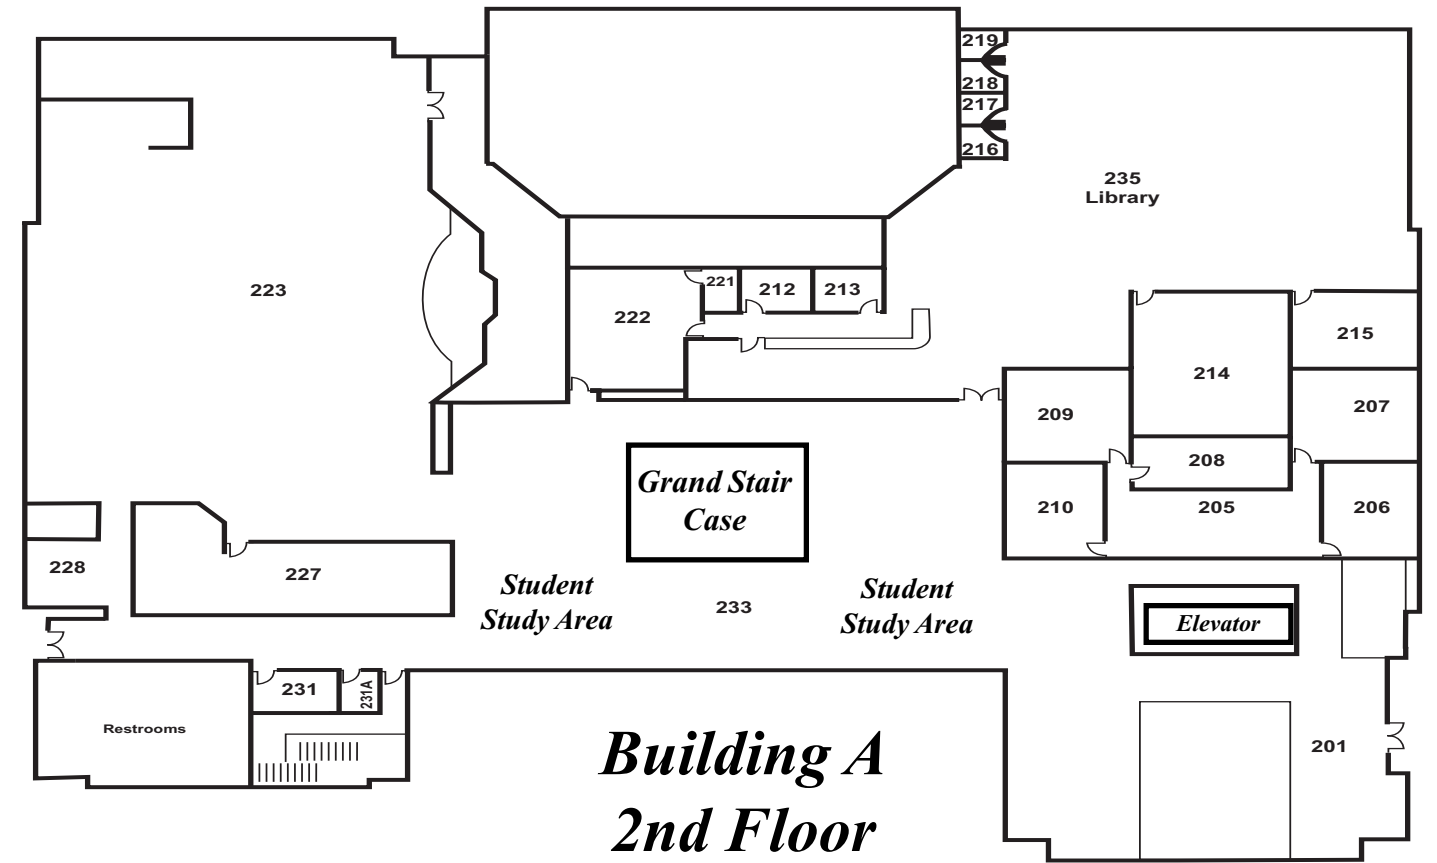 219
218
217
216
235
Library
223
221
212
213
222
215
214
207
209
208
210
205
206
Grand Stair
Case
228
227
Student
Study Area
233
Student
Study Area
Elevator
231
231A
Restrooms
201
Building A
2nd Floor